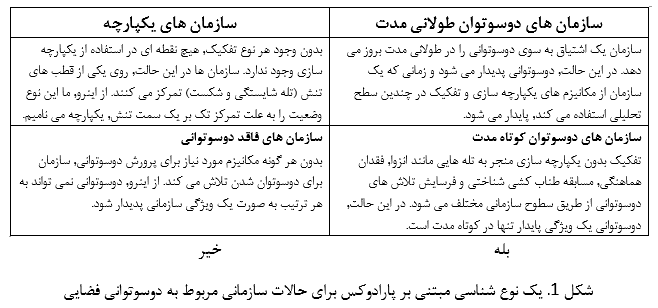 سازمان های دوسوتوان طولانی مدت
سازمان های یکپارچه
سازمان یک اشتیاق به سوی دوسوتوانی را در طولانی مدت بروز می
دهد. در این حالت، دوسوتوانی پدیدار می شود و زمانی که یک
سازمان از مکانیزم های یکپارچه سازی و تفکیک در چندین سطح
تحلیلی استفاده می کند، پایدار می شود.
بدون وجود هر نوع تفکیک، هیچ نقطه ای در استفاده از یکپارچه
سازی وجود ندارد. سازمان ها در این حالت، روی یکی از قطب های
تنش (تله شایستگی و شکست) تمرکز می کنند. از اینرو، ما این نوع
وضعیت را به علت تمرکز تک بر یک سمت تنش، یکپارچه می نامیم.
سازمان های دوسوتوان کوتاه مدت
تفکیک بدون یکپارچه سازی منجر به تله هایی مانند انزوا، فقدان
هماهنگی، مسابقه طناب کشی شناختی و فرسایش تلاش های
دوسوتوانی از طریق سطوح سازمانی مختلف می شود. در این حالت،
دوسوتوانی یک ویژگی پایدار تنها در کوتاه مدت است.
سازمان های فاقد دوسوتوانی
بدون هر گونه مکانیزم مورد نیاز برای پرورش دوسوتوانی، سازمان
برای دوسوتوان شدن تلاش می کند. از اینرو، دوسوتوانی نمی تواند به
هر ترتیب به صورت یک ویژگی سازمانی پدیدار شود.
بله
خیر
شکل 1. یک نوع شناسی مبتنی بر پارادوکس برای حالات سازمانی مربوط به دوسوتوانی فضایی